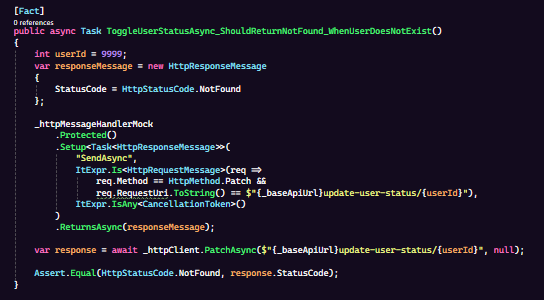 [Fact]
0 references
public async Task ToggleUserStatusAsync_ShouldReturnNotFound_WhenUserDoesNotExist()
{
    int userId = 9999;
    var responseMessage = new HttpResponseMessage
    {
        StatusCode = HttpStatusCode.NotFound
    };

    _httpMessageHandlerMock
        .Protected()
        .Setup<Task<HttpResponseMessage>>(
            "SendAsync",
            ItExpr.Is<HttpRequestMessage>(req =>
                req.Method == HttpMethod.Patch &&
                req.RequestUri.ToString() == $"{_baseApiUrl}update-user-status/{userId}"),
            ItExpr.IsAny<CancellationToken>()
        )
        .ReturnsAsync(responseMessage);

    var response = await _httpClient.PatchAsync($"{_baseApiUrl}update-user-status/{userId}", null);

    Assert.Equal(HttpStatusCode.NotFound, response.StatusCode);
}